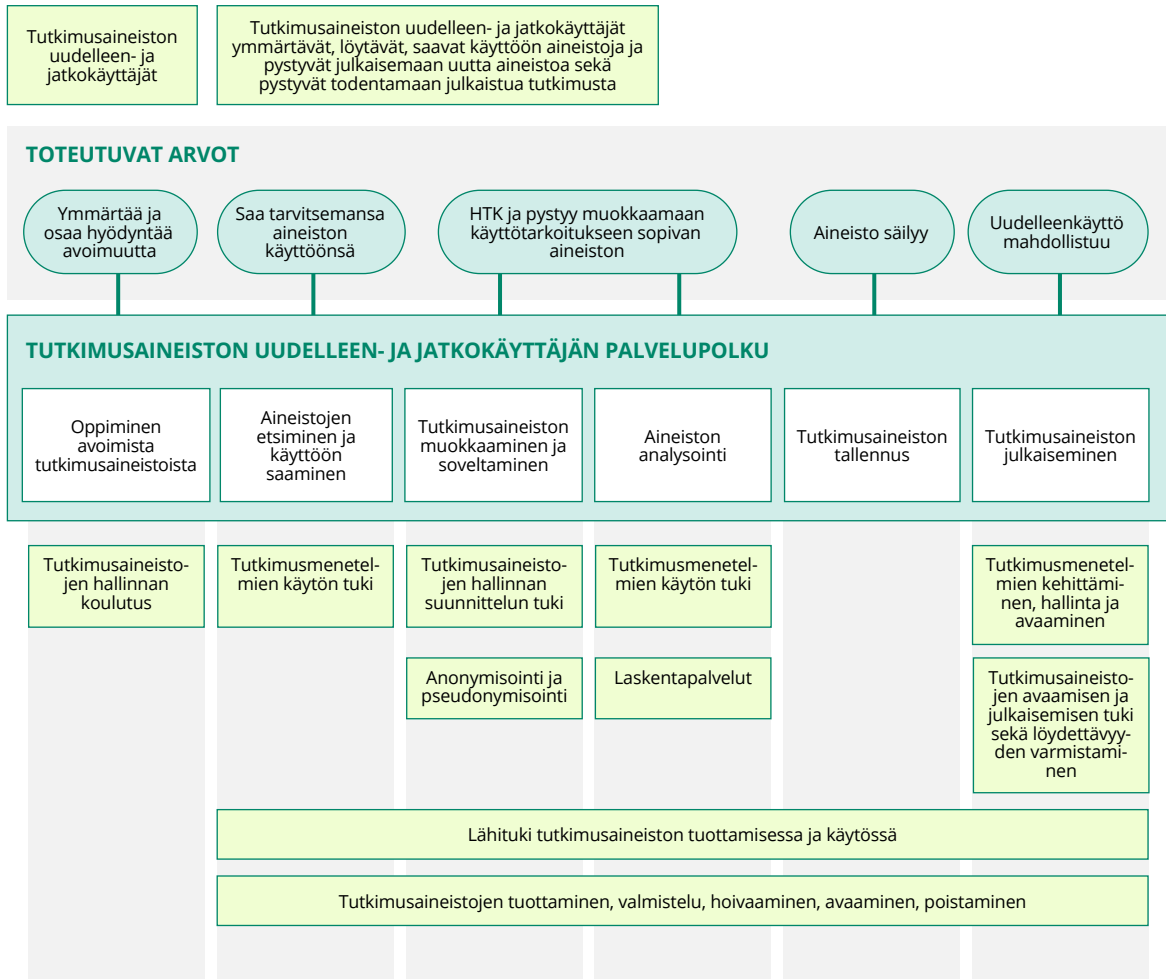 Tutkimusaineiston
uudelleen- ja
jatkokäyttäjät
Tutkimusaineiston uudelleen- ja jatkokäyttäjät
ymmärtävät, löytävät, saavat käyttöön aineistoja ja
pystyvät julkaisemaan uutta aineistoa sekä
pystyvät todentamaan julkaistua tutkimusta
TOTEUTUVAT ARVOT
Ymmärtää ja
osaa hyödyntää
avoimuutta
Saa tarvitsemansa
aineiston
käyttöönsä
HTK ja pystyy muokkaamaan
käyttötarkoitukseen sopivan
aineiston
Aineisto säilyy
Uudelleenkäyttö
mahdollistuu
TUTKIMUSAINEISTON UUDELLEEN- JA JATKOKÄYTTÄJÄN PALVELUPOLKU
Oppiminen
avoimista
tutkimusaineistoista
Aineistojen
etsiminen ja
käyttöön
saaminen
Tutkimusaineiston
muokkaaminen ja
soveltaminen
Aineiston
analysointi
Tutkimusaineiston
tallennus
Tutkimusaineiston
julkaiseminen
Tutkimusaineisto-
jen hallinnan
koulutus
Tutkimusmenetel-
mien käytön tuki
Tutkimusaineisto-
jen hallinnan
suunnittelun tuki
Tutkimusmenetel-
mien käytön tuki
Tutkimusmenetel-
mien kehittämi-
nen, hallinta ja
avaaminen
Anonymisointi ja
pseudonymisointi
Laskentapalvelut
Tutkimusaineisto-
jen avaamisen ja
julkaisemisen tuki
sekä löydettävyy-
den varmistami-
nen
Lähituki tutkimusaineiston tuottamisessa ja käytössä
Tutkimusaineistojen tuottaminen, valmistelu, hoivaaminen, avaaminen, poistaminen